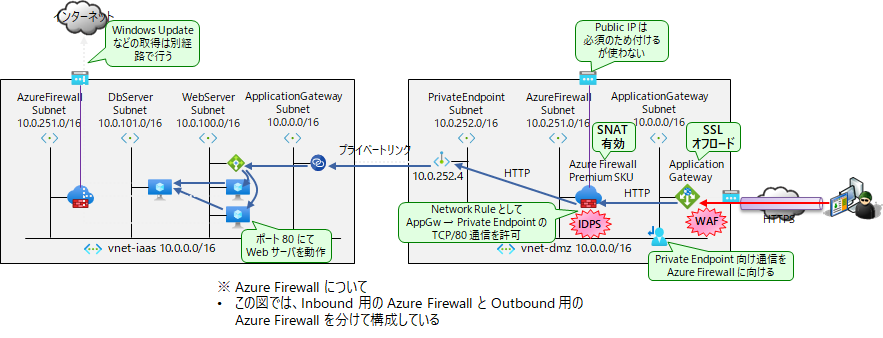 インターネット
Windows Update
などの取得は別経
路で行う
AzureFirewall
Subnet
10.0.251.0/16
DbServer
Subnet
10.0.101.0/16
WebServer
Subnet
10.0.100.0/16
ApplicationGateway
Subnet
10.0.0.0/16
ポート 80 にて
Web サーバを動作
vnet-iaas 10.0.0.0/16
プライベートリンク
Public IP は
必須のため付ける
が使わない
PrivateEndpoint
Subnet
10.0.252.0/16
AzureFirewall
Subnet
10.0.251.0/16
ApplicationGateway
Subnet
10.0.0.0/16
SNAT
有効
SSL
オフロード
10.0.252.4
HTTP
Azure Firewall
Premium SKU
HTTP
Application
Gateway
Network Rule として
AppGw → Private Endpoint の
TCP/80 通信を許可
IDPS
WAF
HTTPS
vnet-dmz 10.0.0.0/16
Private Endpoint 向け通信を
Azure Firewall に向ける
※ Azure Firewall について
• この図では、Inbound 用の Azure Firewall と Outbound 用の
Azure Firewall を分けて構成している